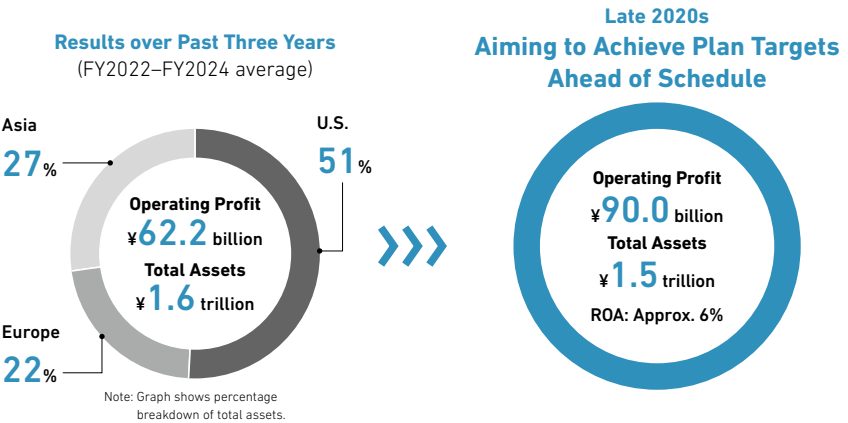 Results over Past Three Years
(FY2022–FY2024 average)
Asia
27%
U.S.
51%
Operating Profit
¥62.2 billion
Total Assets
¥1.6 trillion
Europe
22%
Note: Graph shows percentage
breakdown of total assets.
Late 2020s
Aiming to Achieve Plan Targets
Ahead of Schedule
Operating Profit
¥90.0 billion
Total Assets
¥1.5 trillion
ROA: Approx. 6%